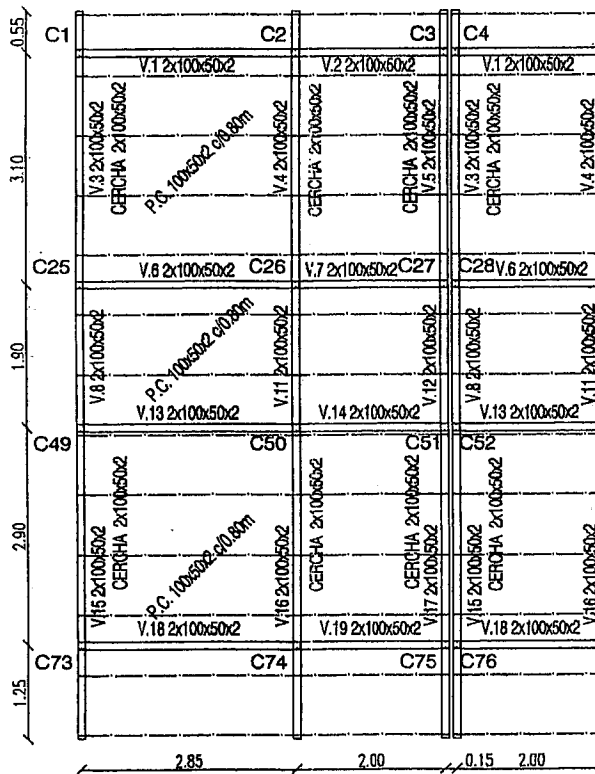 C1 C2 C3 C4
0.55
V.1 2x100x50x2 V.2 2x100x50x2 V.1 2x100x50x2
3.10
V.3 2x100x50x2
CERCHA 2x100x50x2
P.C. 100x50x2 c/0.80m
V.4 2x100x50x2
CERCHA 2x100x50x2
CERCHA 2x100x50x2
V.5 2x100x50x2
V.3 2x100x50x2
CERCHA 2x100x50x2
V.4 2x100x50x2
C25 C26 C27 C28
V.6 2x100x50x2 V.7 2x100x50x2 V.6 2x100x50x2
1.90
V.8 2x100x50x2
P.C. 100x50x2 c/0.80m
V.11 2x100x50x2
V.12 2x100x50x2
V.8 2x100x50x2
V.11 2x100x50x2
V.13 2x100x50x2 V.14 2x100x50x2 V.13 2x100x50x2
C49 C50 C51 C52
2.90
V.15 2x100x50x2
CERCHA 2x100x50x2
P.C. 100x50x2 c/0.80m
V.16 2x100x50x2
CERCHA 2x100x50x2
CERCHA 2x100x50x2
V.17 2x100x50x2
V.15 2x100x50x2
CERCHA 2x100x50x2
V.16 2x100x50x2
V.18 2x100x50x2 V.19 2x100x50x2 V.18 2x100x50x2
C73 C74 C75 C76
1.25
2.85 2.00 0.15 2.00